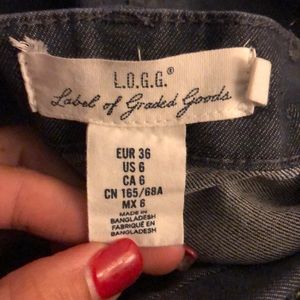 L.O.G.G.®
Label of Graded Goods
EUR 36
US 6
CA 6
CN 165/68A
MX 6
MADE IN
BANGLADESH
FABRIQUÉ EN
BANGLADESH